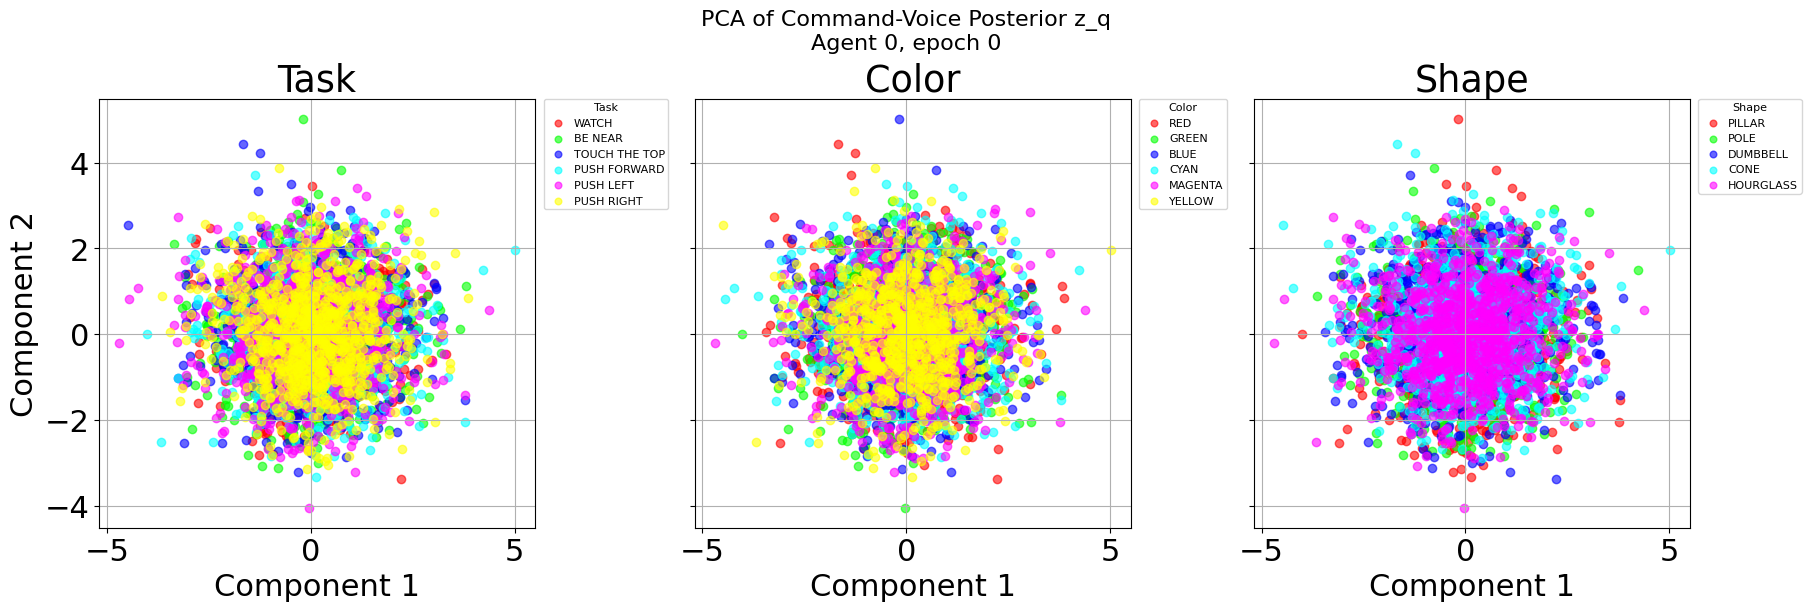 PCA of Command-Voice Posterior z_q
Agent 0, epoch 0
Task
Color
Shape
Component 2
4
2
0
−2
−4
−5
0
5
Component 1
Task
WATCH
BE NEAR
TOUCH THE TOP
PUSH FORWARD
PUSH LEFT
PUSH RIGHT
−5
0
5
Component 1
Color
RED
GREEN
BLUE
CYAN
MAGENTA
YELLOW
−5
0
5
Component 1
Shape
PILLAR
POLE
DUMBBELL
CONE
HOURGLASS